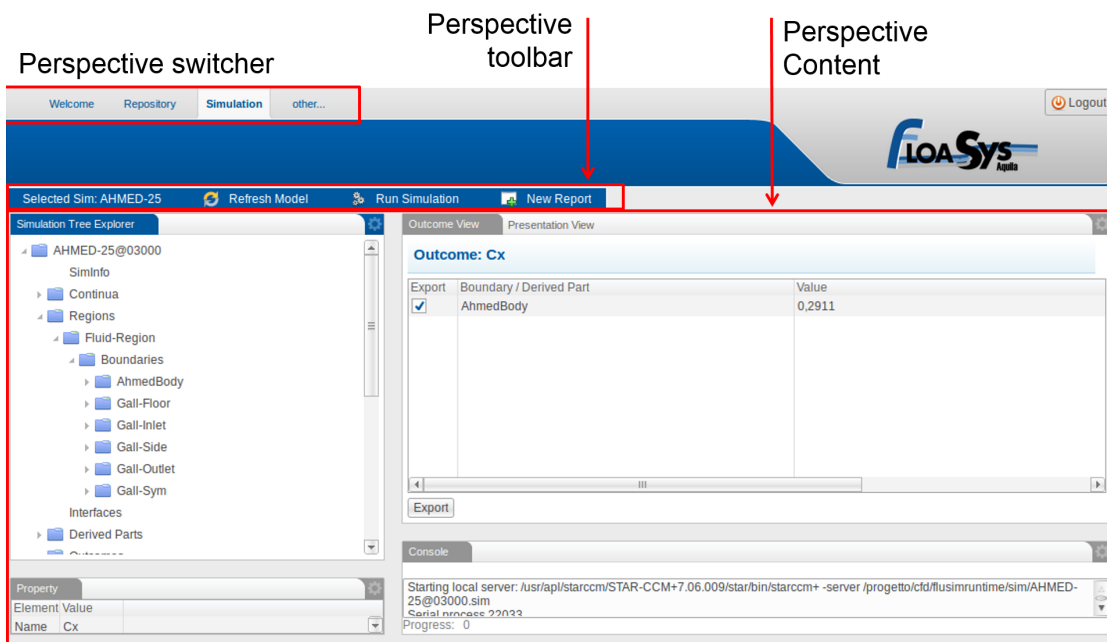 Perspective switcher
Perspective
toolbar
Perspective
Content
Welcome Repository Simulation other...
Logout
FLOASys
Aquila
Selected Sim: AHMED-25 Refresh Model Run Simulation New Report
Simulation Tree Explorer
AHMED-25@03000
SimInfo
Continua
Regions
Fluid-Region
Boundaries
AhmedBody
Gall-Floor
Gall-Inlet
Gall-Side
Gall-Outlet
Gall-Sym
Interfaces
Derived Parts
Outcomes
Property
Element Value
Name Cx
Outcome View Presentation View
Outcome: Cx
Export Boundary / Derived Part Value
AhmedBody 0,2911
Export
Console
Starting local server: /usr/apl/starccm/STAR-CCM+7.06.009/star/bin/starccm+ -server /progetto/cfd/flusimruntime/sim/AHMED-
25@03000.sim
Serial process 22033
Progress: 0